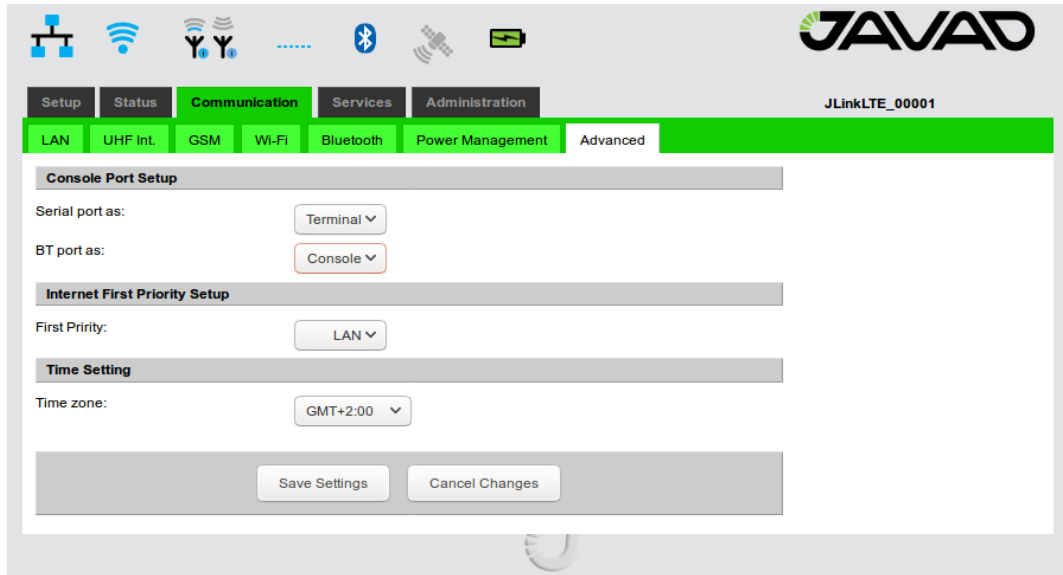 JAVAD
Setup Status Communication Services Administration JLinkLTE_00001
LAN UHF Int. GSM Wi-Fi Bluetooth Power Management Advanced
Console Port Setup
Serial port as: Terminal
BT port as: Console
Internet First Priority Setup
First Pririty: LAN
Time Setting
Time zone: GMT+2:00
Save Settings Cancel Changes